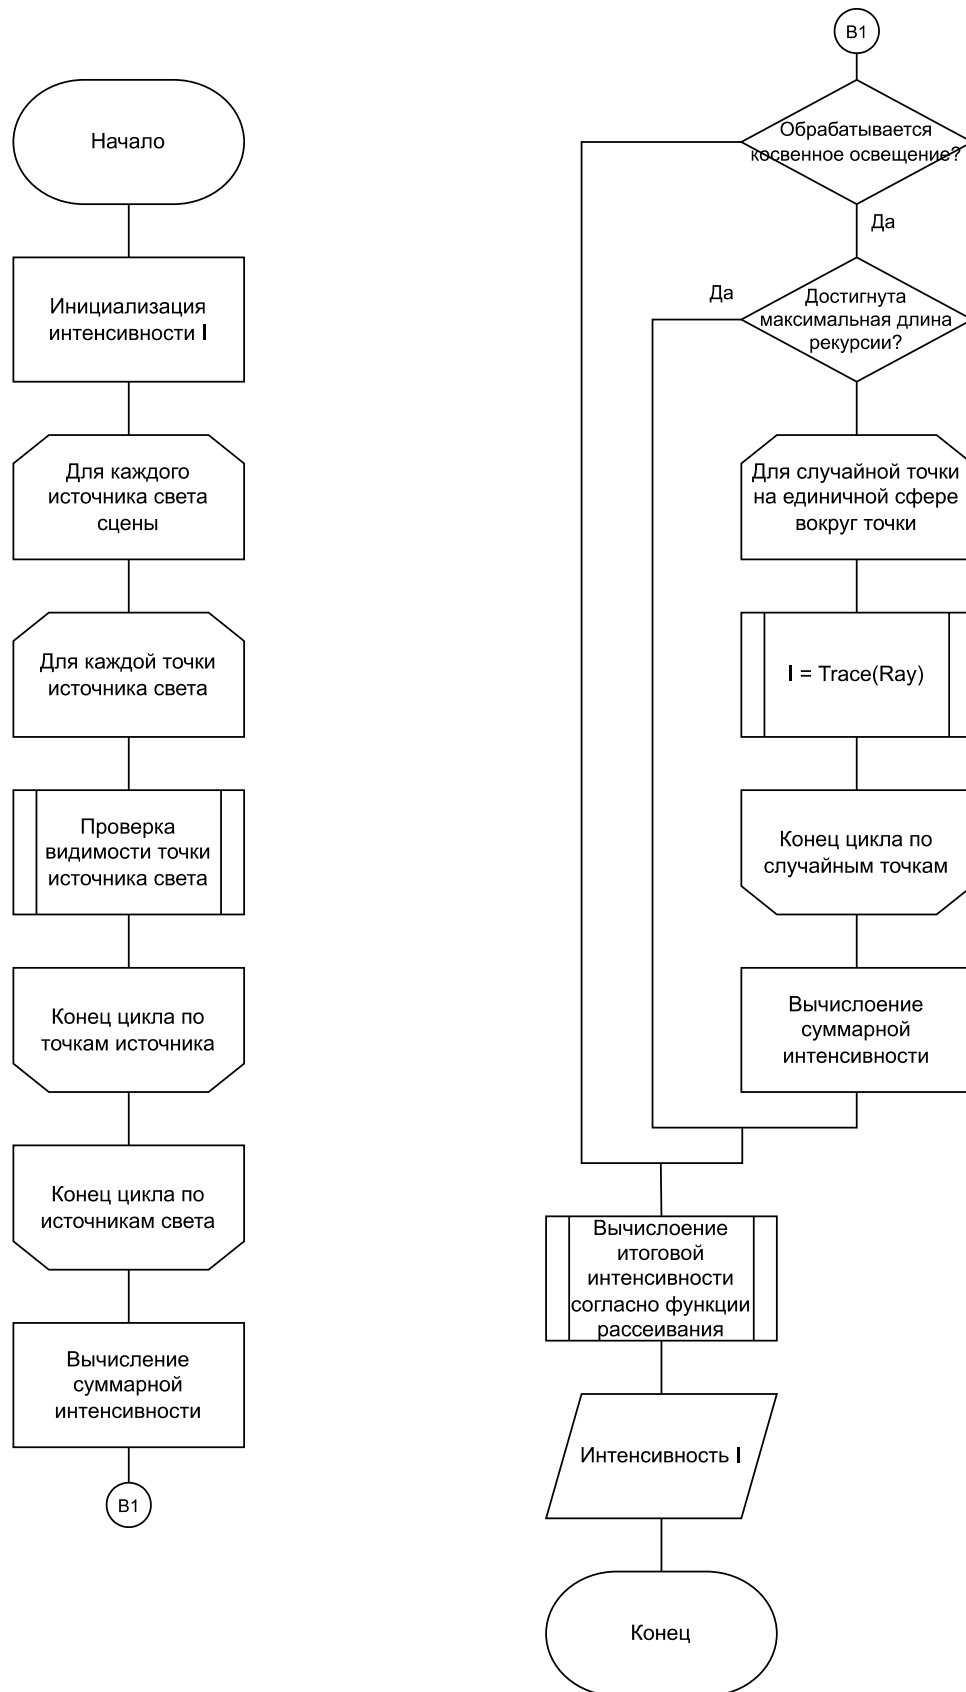 Начало
Инициализация
интенсивности I
Для каждого
источника света
сцены
Для каждой точки
источника света
Проверка
видимости точки
источника света
Конец цикла по
точкам источника
Конец цикла по
источникам света
Вычисление
суммарной
интенсивности
B1
B1
Обрабатывается
косвенное освещение?
Да
Да
Достигнута
максимальная длина
рекурсии?
Для случайной точки
на единичной сфере
вокруг точки
I = Trace(Ray)
Конец цикла по
случайным точкам
Вычислоение
суммарной
интенсивности
Вычислоение
итоговой
интенсивности
согласно функции
рассеивания
Интенсивность I
Конец